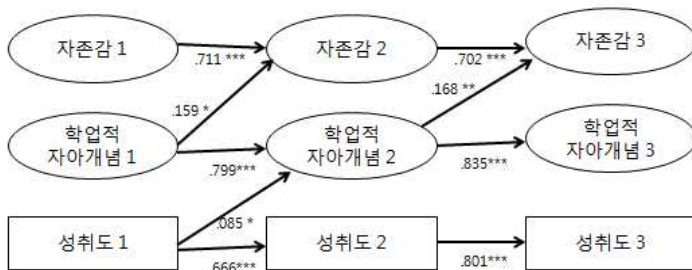 자존감 1
자존감 2
자존감 3
.711 ***
.702 ***
.159 *
.168 **
학업적
자아개념 1
학업적
자아개념 2
학업적
자아개념 3
.799***
.835***
.085 *
성취도 1
성취도 2
성취도 3
.666***
.801***